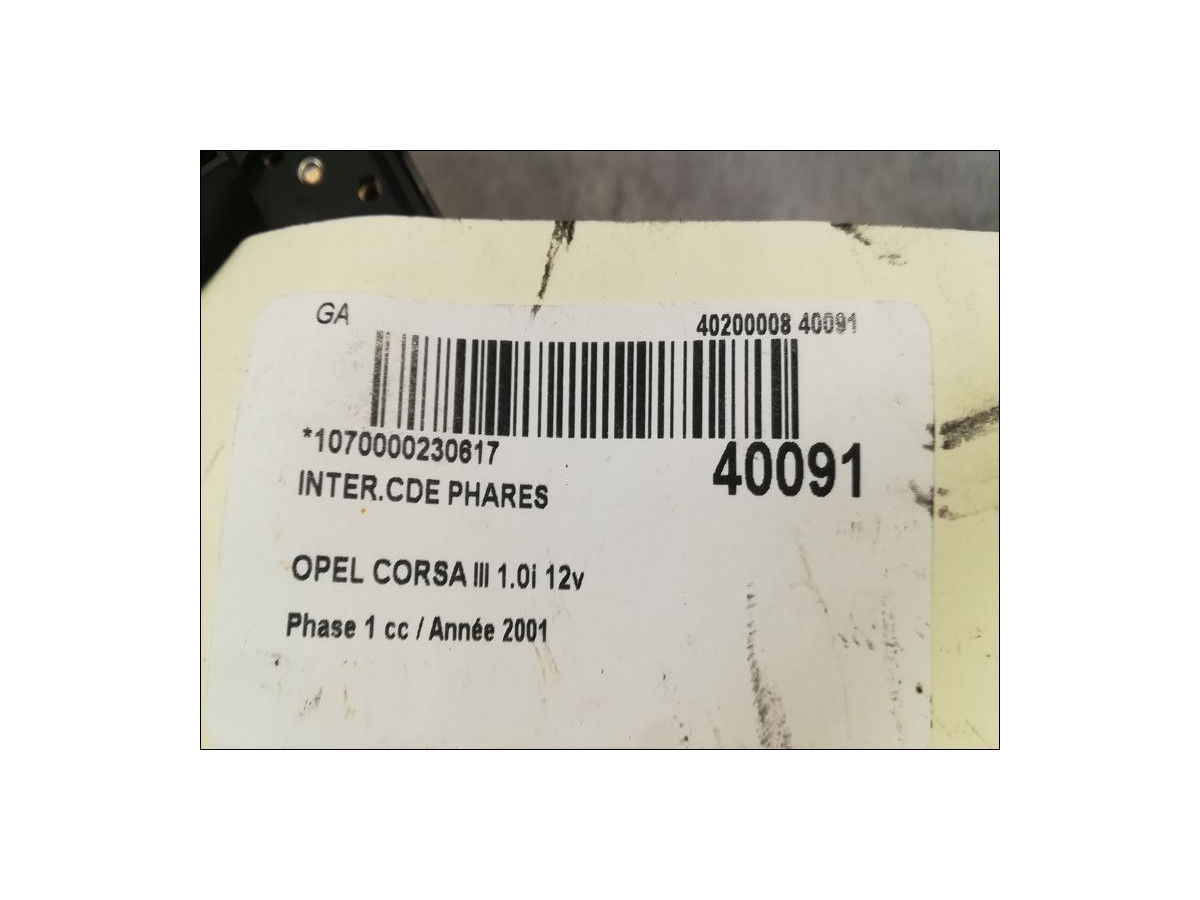 GA
40200008 40091
*1070000230617
40091
INTER.CDE PHARES
OPEL CORSA III 1.0i 12v
Phase 1 cc / Année 2001